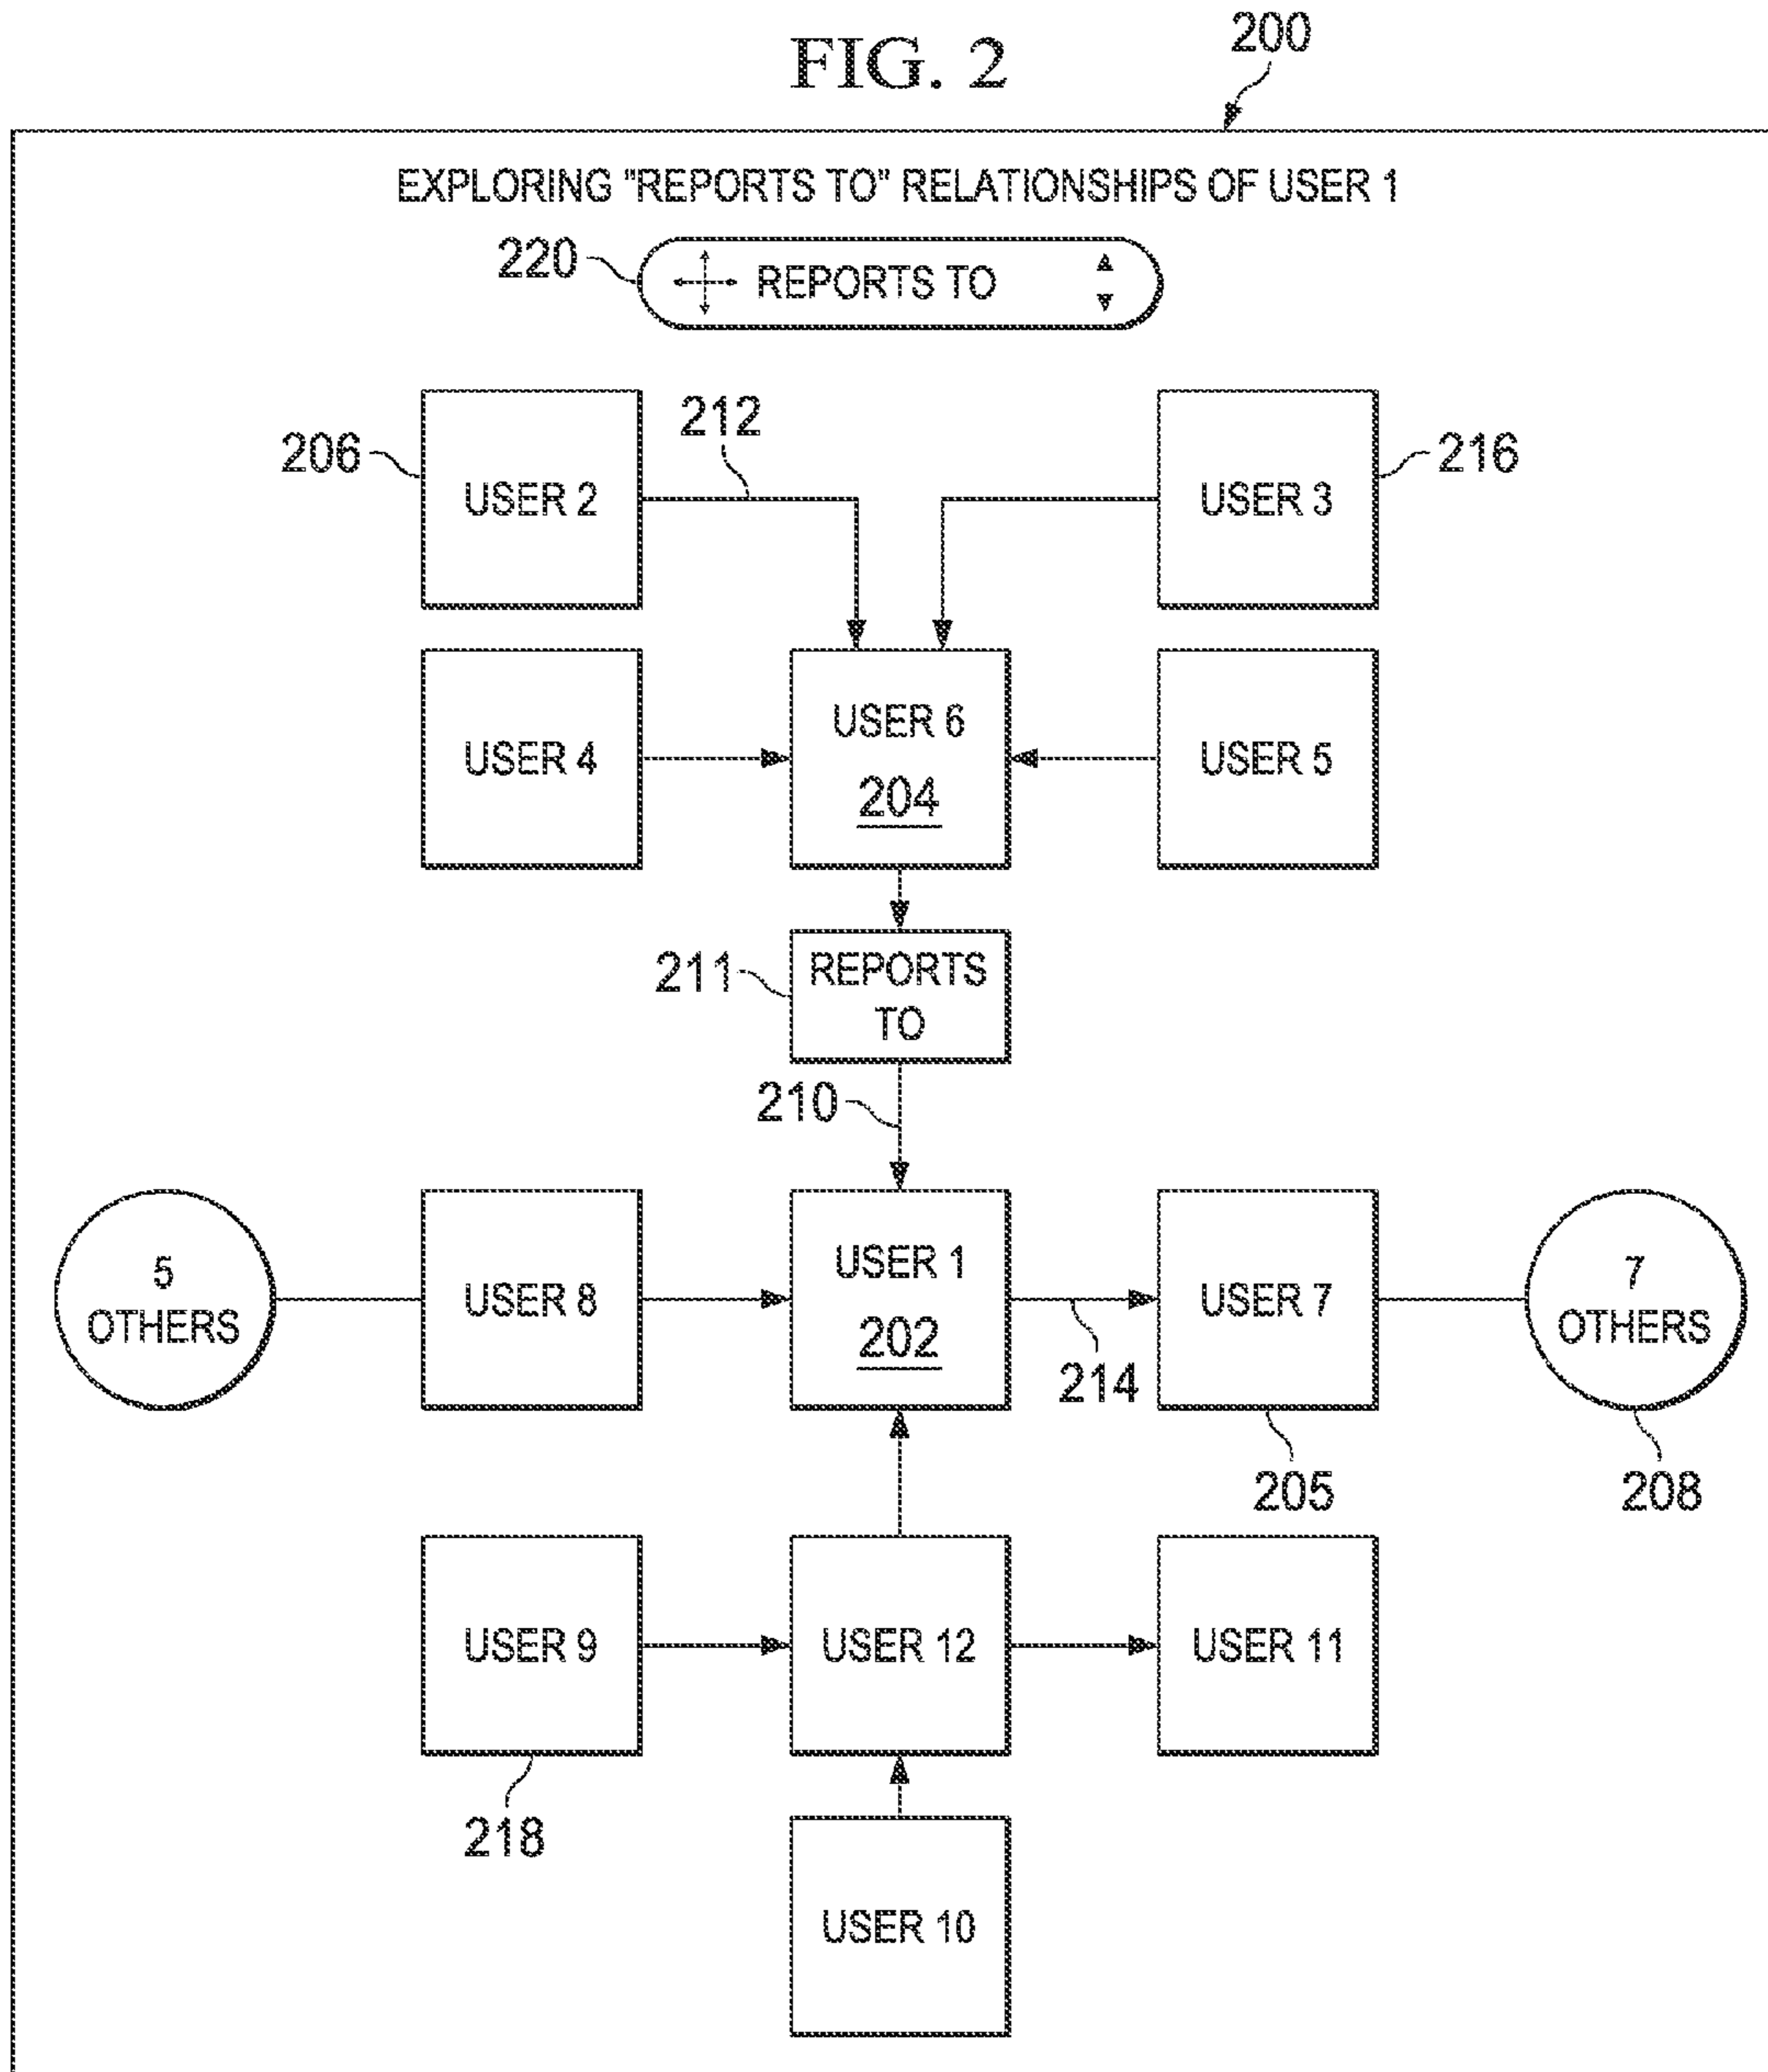 FIG. 2
200
EXPLORING "REPORTS TO" RELATIONSHIPS OF USER 1
220
REPORTS TO
206
USER 2
212
USER 3
216
USER 4
USER 6
204
USER 5
211
REPORTS
TO
210
5
OTHERS
USER 8
USER 1
202
214
USER 7
205
7
OTHERS
208
USER 9
218
USER 12
USER 11
USER 10